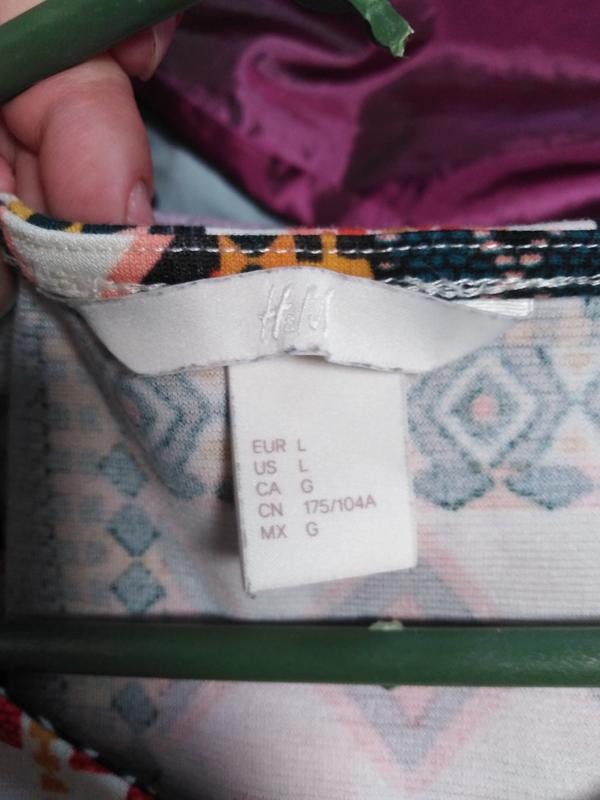 H&M
EUR L
US L
CA G
CN 175/104A
MX G